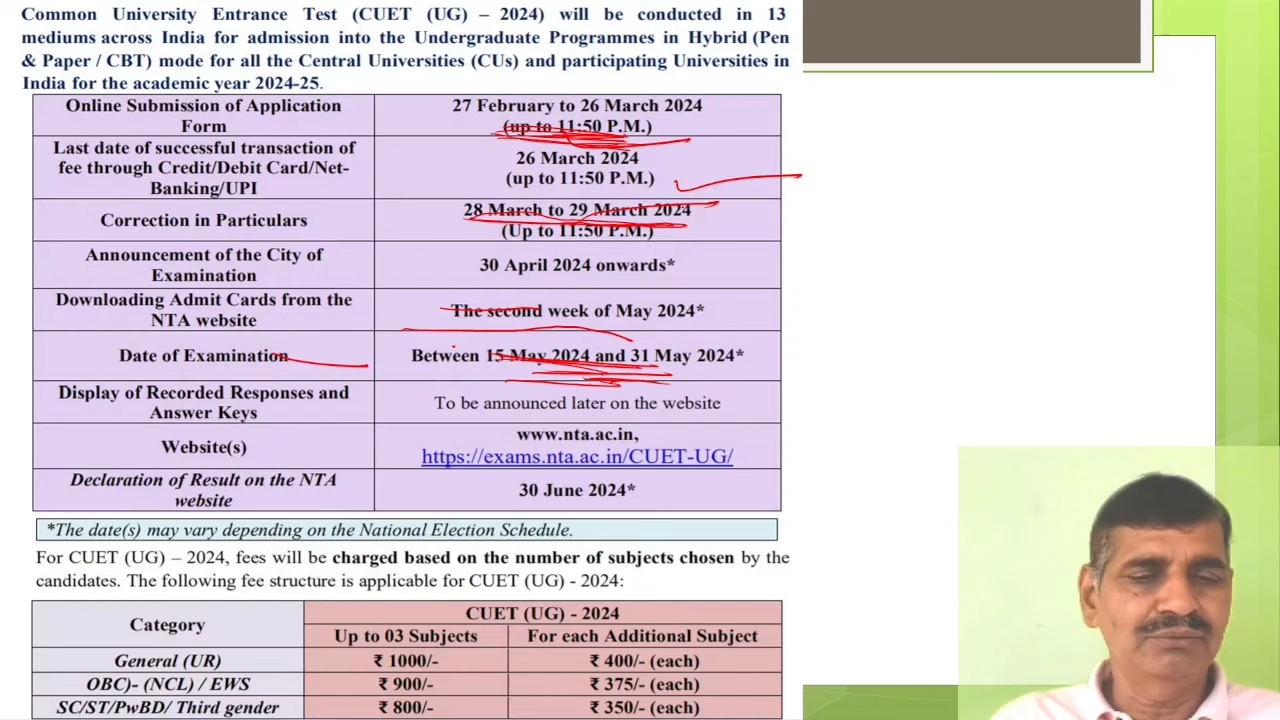 Common University Entrance Test (CUET (UG) – 2024) will be conducted in 13
mediums across India for admission into the Undergraduate Programmes in Hybrid (Pen
& Paper / CBT) mode for all the Central Universities (CUs) and participating Universities in
India for the academic year 2024-25.
Online Submission of Application
Form
27 February to 26 March 2024
(up to 11:50 P.M.)
Last date of successful transaction of
fee through Credit/Debit Card/Net-
Banking/UPI
26 March 2024
(up to 11:50 P.M.)
Correction in Particulars
28 March to 29 March 2024
(Up to 11:50 P.M.)
Announcement of the City of
Examination
30 April 2024 onwards*
Downloading Admit Cards from the
NTA website
The second week of May 2024*
Date of Examination
Between 15 May 2024 and 31 May 2024*
Display of Recorded Responses and
Answer Keys
To be announced later on the website
Website(s)
www.nta.ac.in,
https://exams.nta.ac.in/CUET-UG/
Declaration of Result on the NTA
website
30 June 2024*
*The date(s) may vary depending on the National Election Schedule.
For CUET (UG) – 2024, fees will be charged based on the number of subjects chosen by the
candidates. The following fee structure is applicable for CUET (UG) - 2024:
Category
CUET (UG) - 2024
Up to 03 Subjects
For each Additional Subject
General (UR)
₹ 1000/-
₹ 400/- (each)
OBC)- (NCL) / EWS
₹ 900/-
₹ 375/- (each)
SC/ST/PwBD/ Third gender
₹ 800/-
₹ 350/- (each)